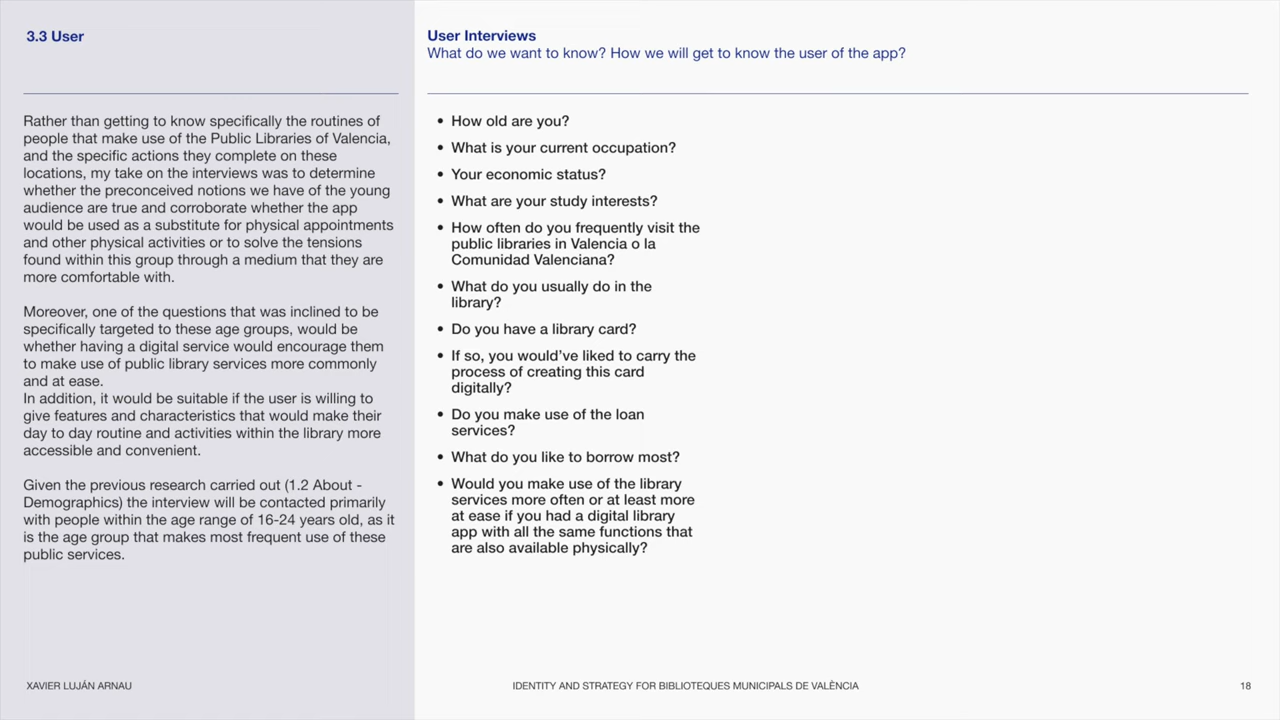 3.3 User
Rather than getting to know specifically the routines of
people that make use of the Public Libraries of Valencia,
and the specific actions they complete on these
locations, my take on the interviews was to determine
whether the preconceived notions we have of the young
audience are true and corroborate whether the app
would be used as a substitute for physical appointments
and other physical activities or to solve the tensions
found within this group through a medium that they are
more comfortable with.
Moreover, one of the questions that was inclined to be
specifically targeted to these age groups, would be
whether having a digital service would encourage them
to make use of public library services more commonly
and at ease.
In addition, it would be suitable if the user is willing to
give features and characteristics that would make their
day to day routine and activities within the library more
accessible and convenient.
Given the previous research carried out (1.2 About -
Demographics) the interview will be contacted primarily
with people within the age range of 16-24 years old, as it
is the age group that makes most frequent use of these
public services.
User Interviews
What do we want to know? How we will get to know the user of the app?
• How old are you?
• What is your current occupation?
• Your economic status?
• What are your study interests?
• How often do you frequently visit the
public libraries in Valencia o la
Comunidad Valenciana?
• What do you usually do in the
library?
• Do you have a library card?
• If so, you would’ve liked to carry the
process of creating this card
digitally?
• Do you make use of the loan
services?
• What do you like to borrow most?
• Would you make use of the library
services more often or at least more
at ease if you had a digital library
app with all the same functions that
are also available physically?
XAVIER LUJÁN ARNAU
IDENTITY AND STRATEGY FOR BIBLIOTEQUES MUNICIPALS DE VALÈNCIA
18